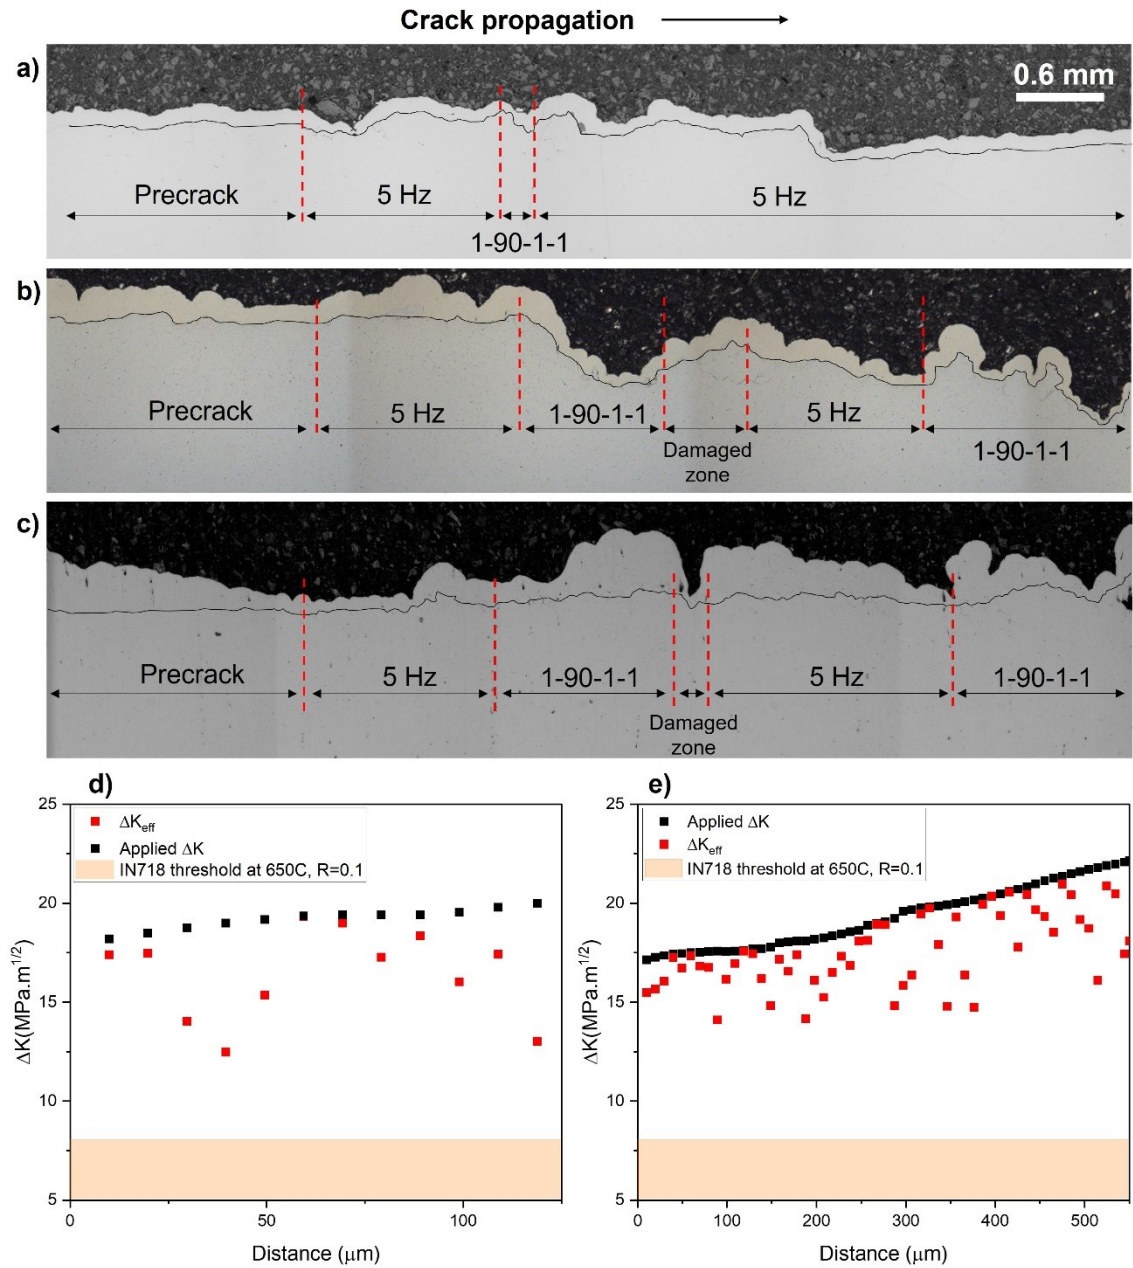 Crack propagation
a)
0.6 mm
Precrack
5 Hz
5 Hz
1-90-1-1
b)
Precrack
5 Hz
1-90-1-1
Damaged
zone
5 Hz
1-90-1-1
c)
Precrack
5 Hz
1-90-1-1
Damaged
zone
5 Hz
1-90-1-1
d)
ΔKeff
Applied ΔK
IN718 threshold at 650C, R=0.1
25
20
15
10
5
ΔK(MPa.m1/2)
0
50
100
Distance (μm)
e)
Applied ΔK
ΔKeff
IN718 threshold at 650C, R=0.1
25
20
15
10
5
ΔK(MPa.m1/2)
0
100
200
300
400
500
Distance (μm)